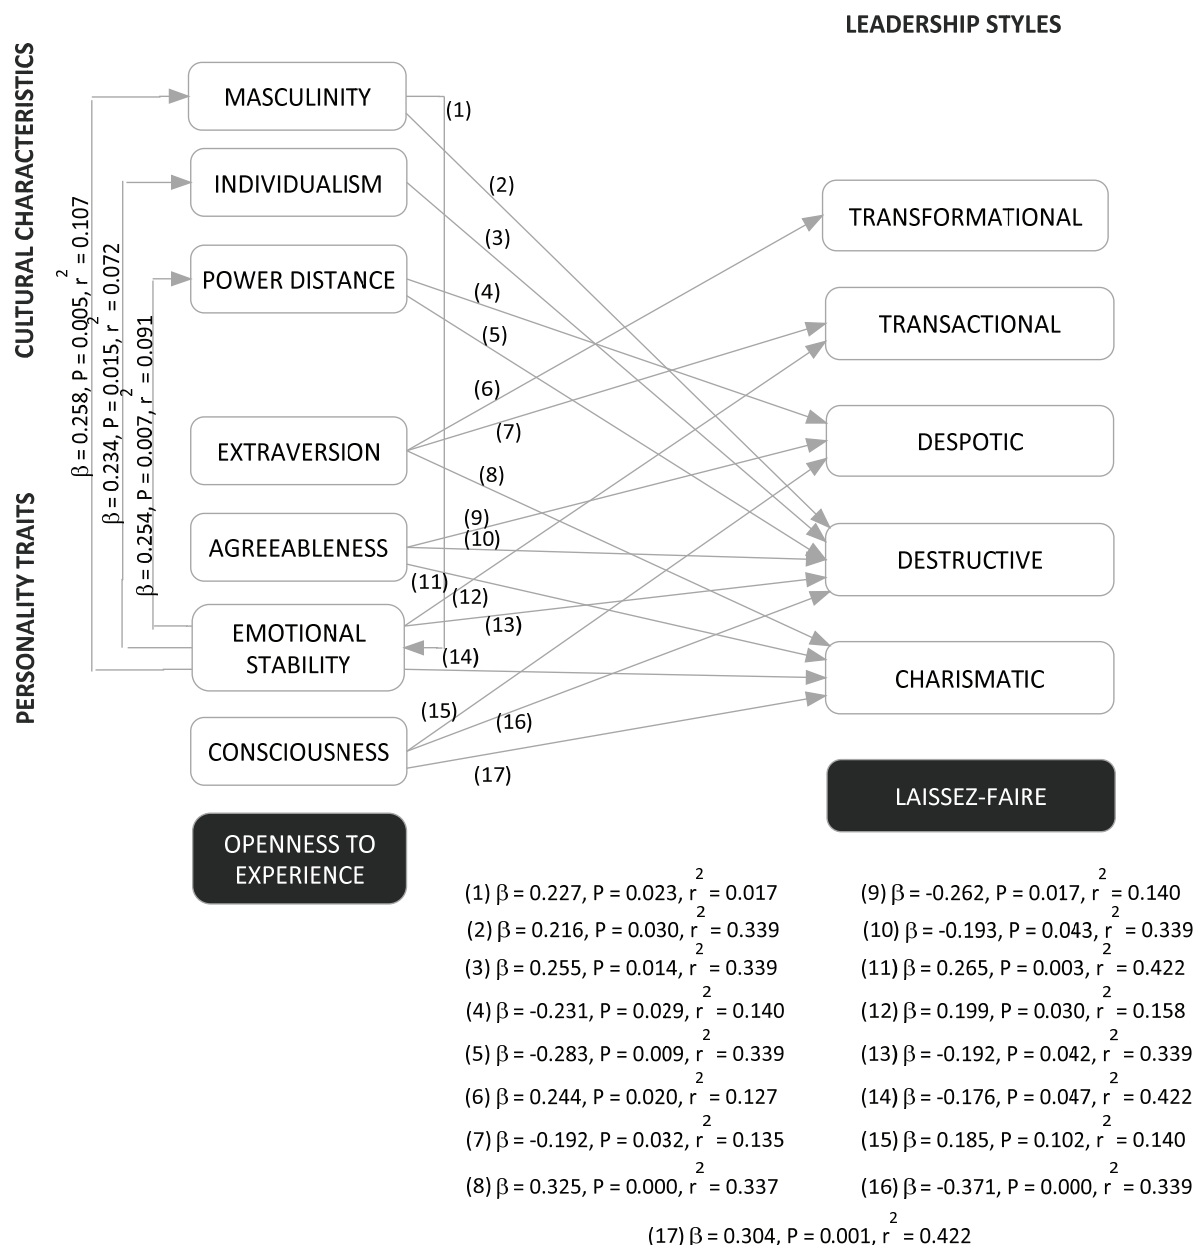 LEADERSHIP STYLES
CULTURAL CHARACTERISTICS
PERSONALITY TRAITS
β = 0.258, P = 0.005, r² = 0.107
β = 0.234, P = 0.015, r² = 0.072
β = 0.254, P = 0.007, r² = 0.091
MASCULINITY
INDIVIDUALISM
POWER DISTANCE
EXTRAVERSION
AGREEABLENESS
EMOTIONAL
STABILITY
CONSCIOUSNESS
OPENNESS TO
EXPERIENCE
(1)
(2)
(3)
(4)
(5)
(6)
(7)
(8)
(9)
(10)
(11)
(12)
(13)
(14)
(15)
(16)
(17)
TRANSFORMATIONAL
TRANSACTIONAL
DESPOTIC
DESTRUCTIVE
CHARISMATIC
LAISSEZ-FAIRE
(1) β = 0.227, P = 0.023, r² = 0.017
(2) β = 0.216, P = 0.030, r² = 0.339
(3) β = 0.255, P = 0.014, r² = 0.339
(4) β = -0.231, P = 0.029, r² = 0.140
(5) β = -0.283, P = 0.009, r² = 0.339
(6) β = 0.244, P = 0.020, r² = 0.127
(7) β = -0.192, P = 0.032, r² = 0.135
(8) β = 0.325, P = 0.000, r² = 0.337
(9) β = -0.262, P = 0.017, r² = 0.140
(10) β = -0.193, P = 0.043, r² = 0.339
(11) β = 0.265, P = 0.003, r² = 0.422
(12) β = 0.199, P = 0.030, r² = 0.158
(13) β = -0.192, P = 0.042, r² = 0.339
(14) β = -0.176, P = 0.047, r² = 0.422
(15) β = 0.185, P = 0.102, r² = 0.140
(16) β = -0.371, P = 0.000, r² = 0.339
(17) β = 0.304, P = 0.001, r² = 0.422